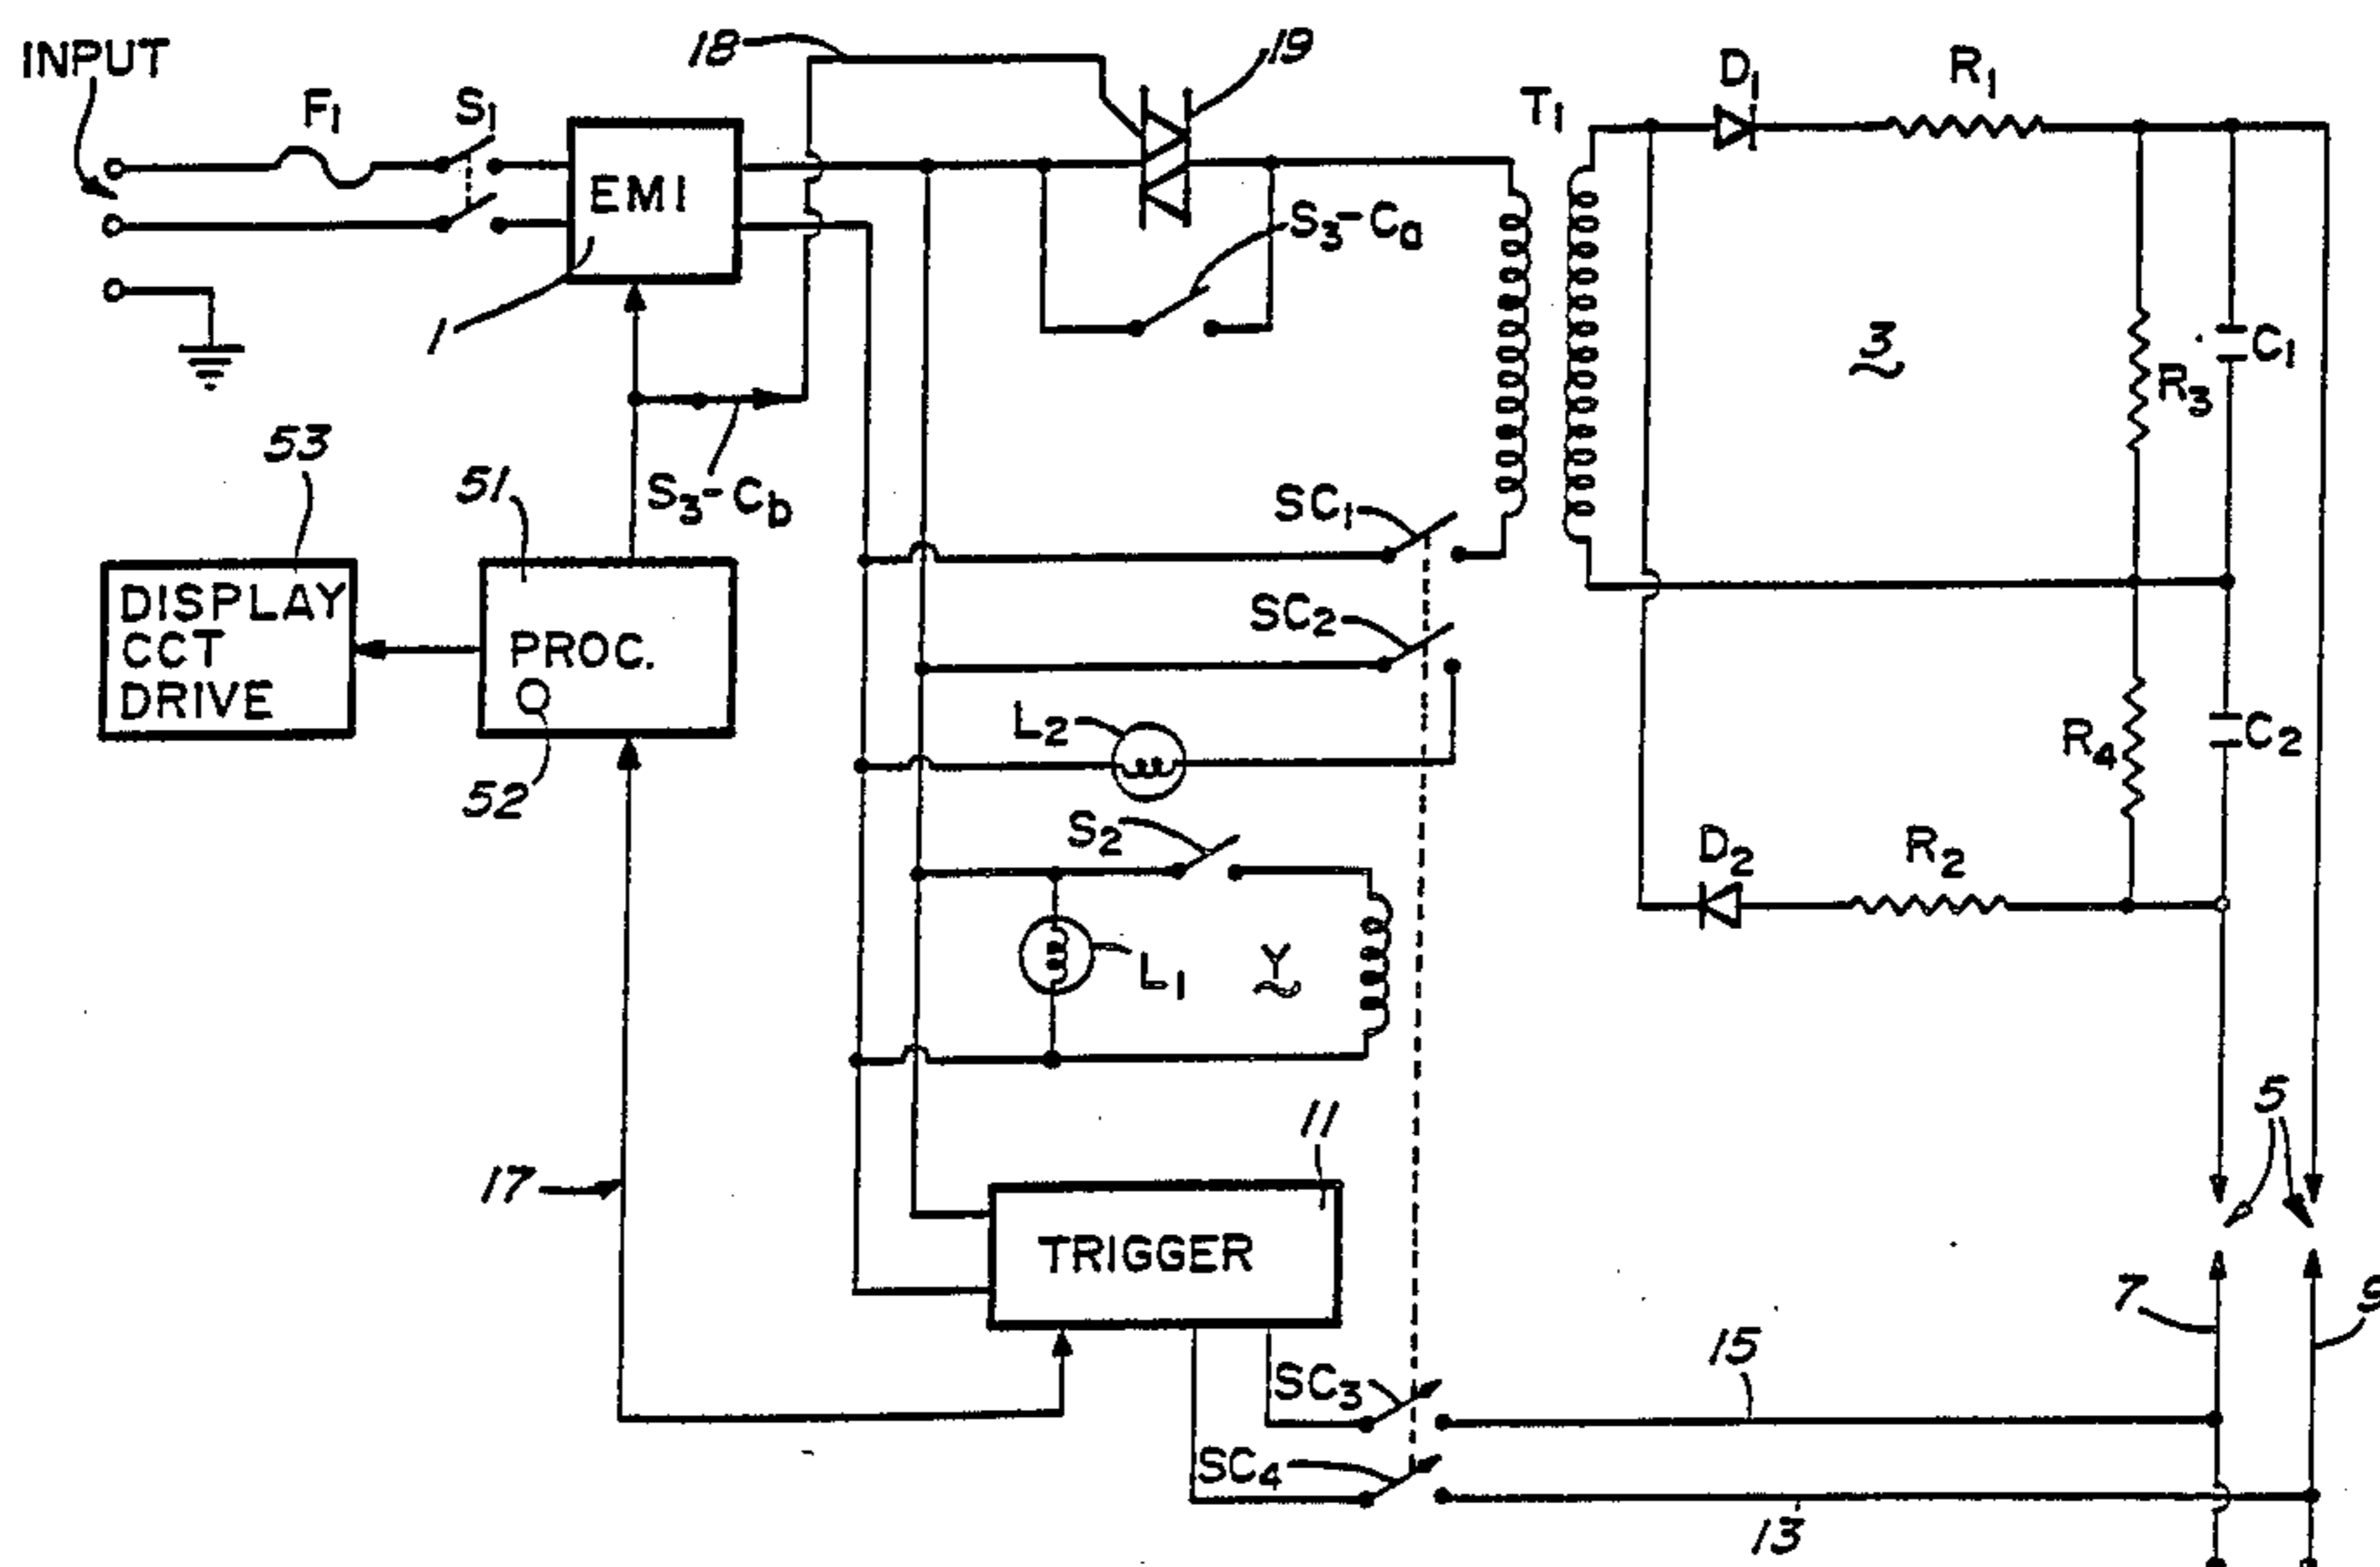 INPUT
F1
S1
18
19
T1
D1
R1
EMI
S3-Ca
1
3
R3
C1
53
51
S3-Cb
SC1
DISPLAY
CCT
DRIVE
PROC.
52
SC2
L2
R4
C2
S2
D2
R2
L1
Y
5
11
17
TRIGGER
7
9
15
SC3
SC4
13